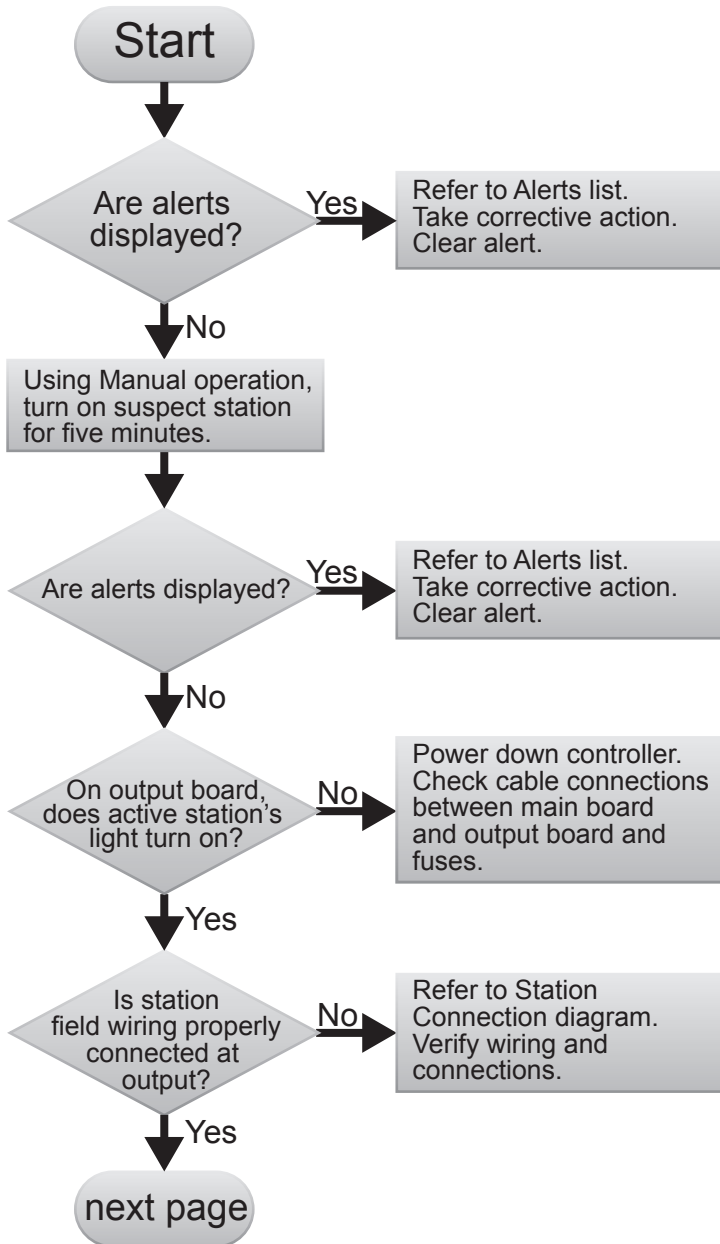 Start
Are alerts
displayed?
Yes
Refer to Alerts list.
Take corrective action.
Clear alert.
No
Using Manual operation,
turn on suspect station
for five minutes.
Are alerts displayed?
Yes
Refer to Alerts list.
Take corrective action.
Clear alert.
No
On output board,
does active station’s
light turn on?
No
Power down controller.
Check cable connections
between main board
and output board and
fuses.
Yes
Is station
field wiring properly
connected at
output?
No
Refer to Station
Connection diagram.
Verify wiring and
connections.
Yes
next page